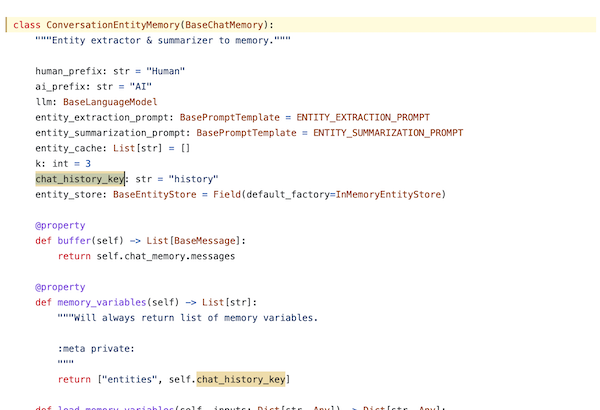 class ConversationEntityMemory(BaseChatMemory):
"""Entity extractor & summarizer to memory."""
human_prefix: str = "Human"
ai_prefix: str = "AI"
llm: BaseLanguageModel
entity_extraction_prompt: BasePromptTemplate = ENTITY_EXTRACTION_PROMPT
entity_summarization_prompt: BasePromptTemplate = ENTITY_SUMMARIZATION_PROMPT
entity_cache: List[str] = []
k: int = 3
chat_history_key: str = "history"
entity_store: BaseEntityStore = Field(default_factory=InMemoryEntityStore)
@property
def buffer(self) -> List[BaseMessage]:
return self.chat_memory.messages
@property
def memory_variables(self) -> List[str]:
"""Will always return list of memory variables.
:meta private:
"""
return ["entities", self.chat_history_key]
def load_memory_variables(self, inputs: Dict[str, Any]) -> Dict[str, Any]: